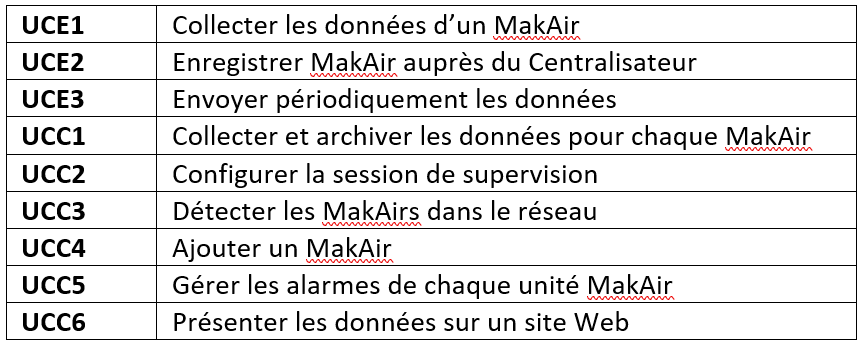 UCE1 Collecter les données d’un MakAir
UCE2 Enregistrer MakAir auprès du Centralisateur
UCE3 Envoyer périodiquement les données
UCC1 Collecter et archiver les données pour chaque MakAir
UCC2 Configurer la session de supervision
UCC3 Détecter les MakAirs dans le réseau
UCC4 Ajouter un MakAir
UCC5 Gérer les alarmes de chaque unité MakAir
UCC6 Présenter les données sur un site Web